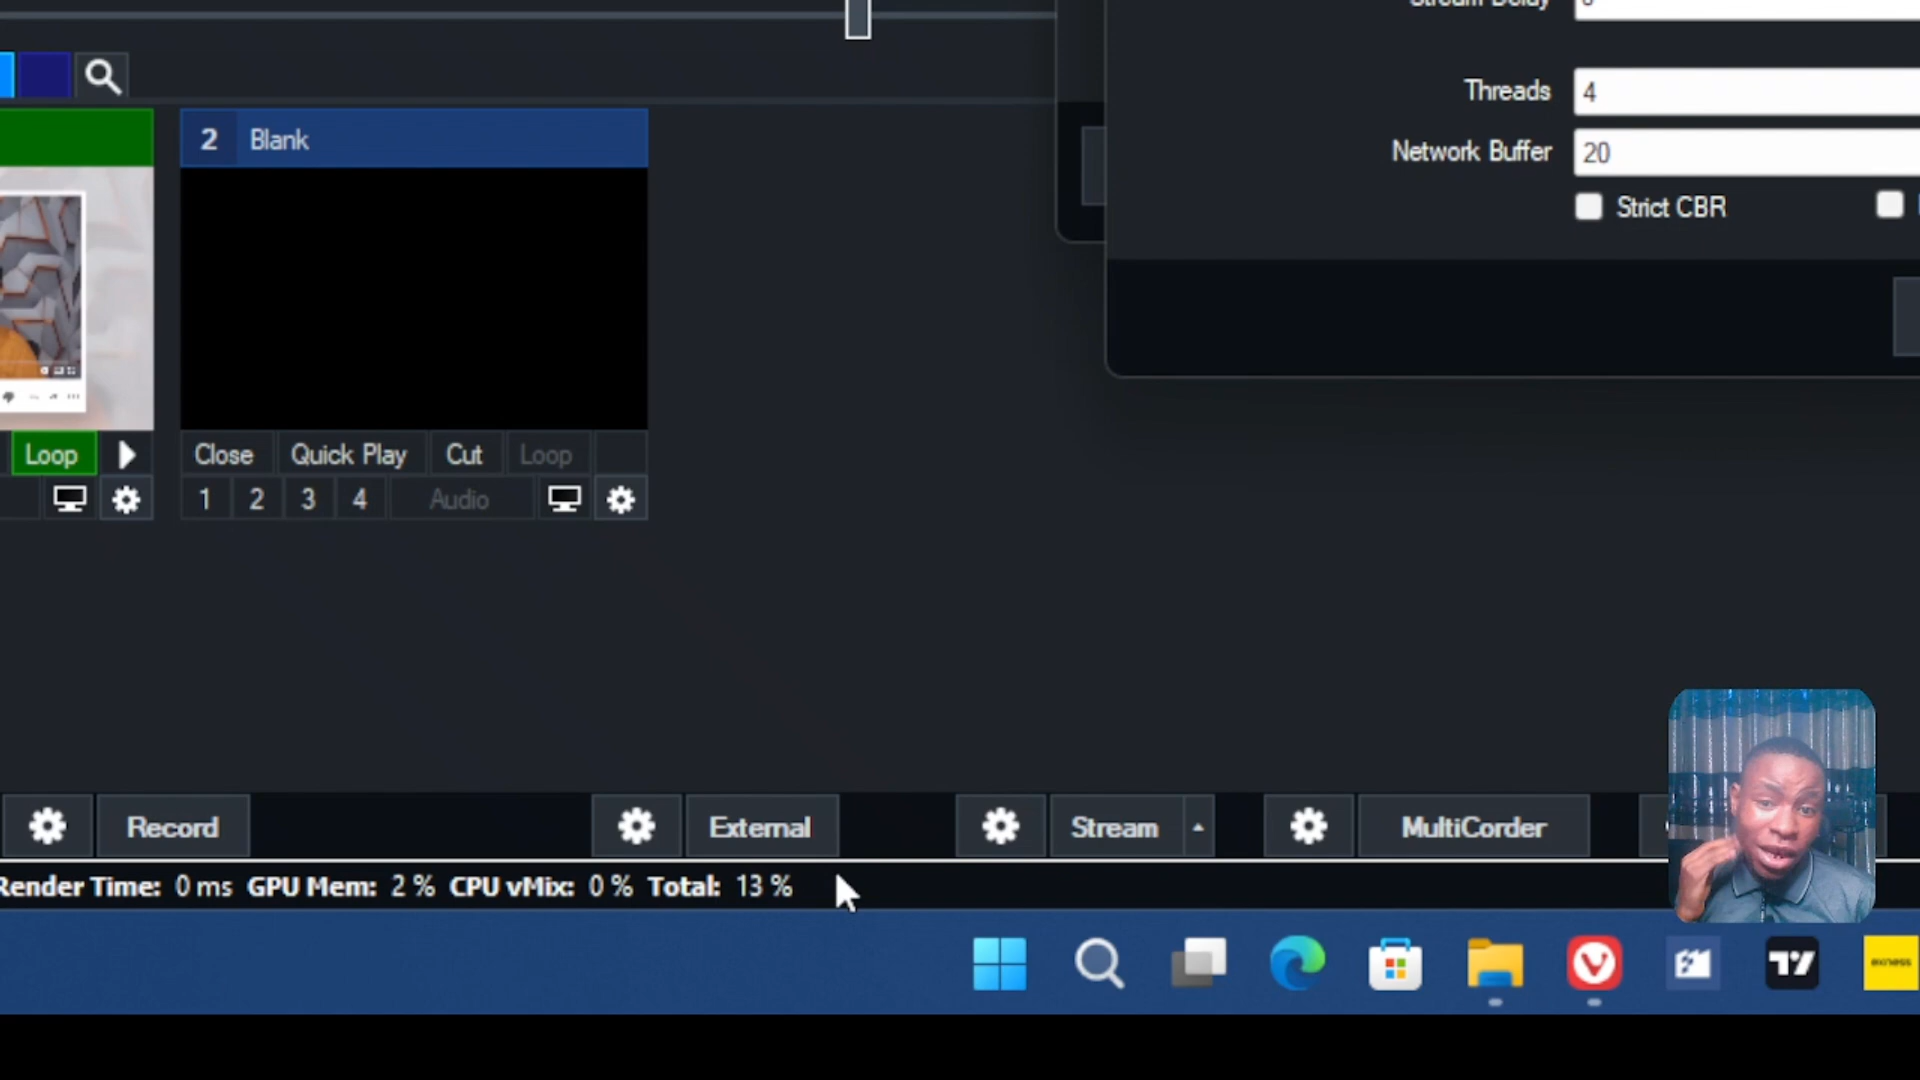 Threads 4
Network Buffer 20
Strict CBR
2 Blank
Loop
Close Quick Play Cut Loop
1 2 3 4 Audio
Record External Stream MultiCorder
Render Time: 0 ms GPU Mem: 2 % CPU vMix: 0 % Total: 13 %
exness